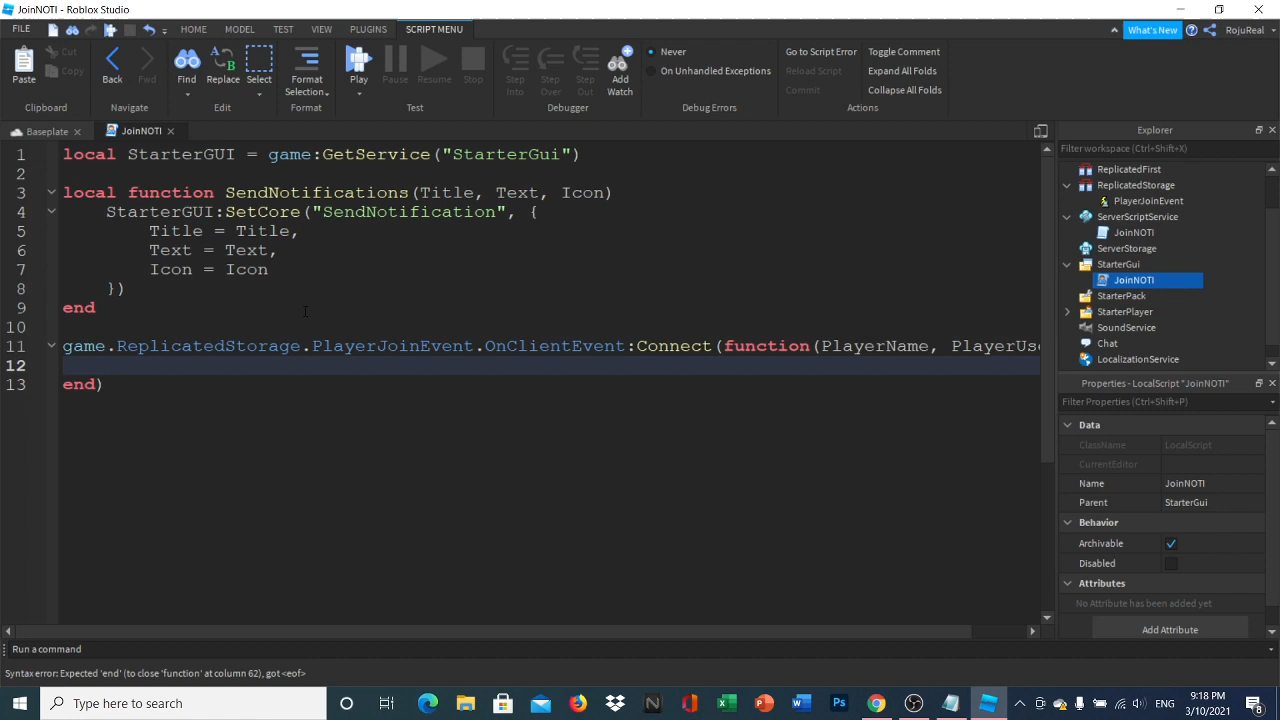 JoinNOTI - Roblox Studio
FILE HOME MODEL TEST VIEW PLUGINS SCRIPT MENU What's New RojuReal
Paste Cut Copy Back Fwd Find Replace Select Format Selection Play Pause Resume Stop Step Into Step Over Step Out Add Watch Never On Unhandled Exceptions Go to Script Error Reload Script Commit Toggle Comment Expand All Folds Collapse All Folds
Clipboard Navigate Edit Format Test Debugger Debug Errors Actions
Baseplate JoinNOTI
1 local StarterGUI = game:GetService("StarterGui")
2
3 local function SendNotifications(Title, Text, Icon)
4 StarterGUI:SetCore("SendNotification", {
5 Title = Title,
6 Text = Text,
7 Icon = Icon
8 })
9 end
10
11 game.ReplicatedStorage.PlayerJoinEvent.OnClientEvent:Connect(function(PlayerName, PlayerUse
12
13 end)
Explorer
Filter workspace (Ctrl+Shift+X)
ReplicatedFirst
ReplicatedStorage
PlayerJoinEvent
ServerScriptService
JoinNOTI
ServerStorage
StarterGui
JoinNOTI
StarterPack
StarterPlayer
SoundService
Chat
LocalizationService
Properties - LocalScript "JoinNOTI"
Filter Properties (Ctrl+Shift+P)
Data
ClassName LocalScript
CurrentEditor
Name JoinNOTI
Parent StarterGui
Behavior
Archivable
Disabled
Attributes
No Attribute has been added yet
Add Attribute
Run a command
Syntax error: Expected 'end' (to close 'function' at column 62), got <eof>
Type here to search
ENG
9:18 PM
3/10/2021
8